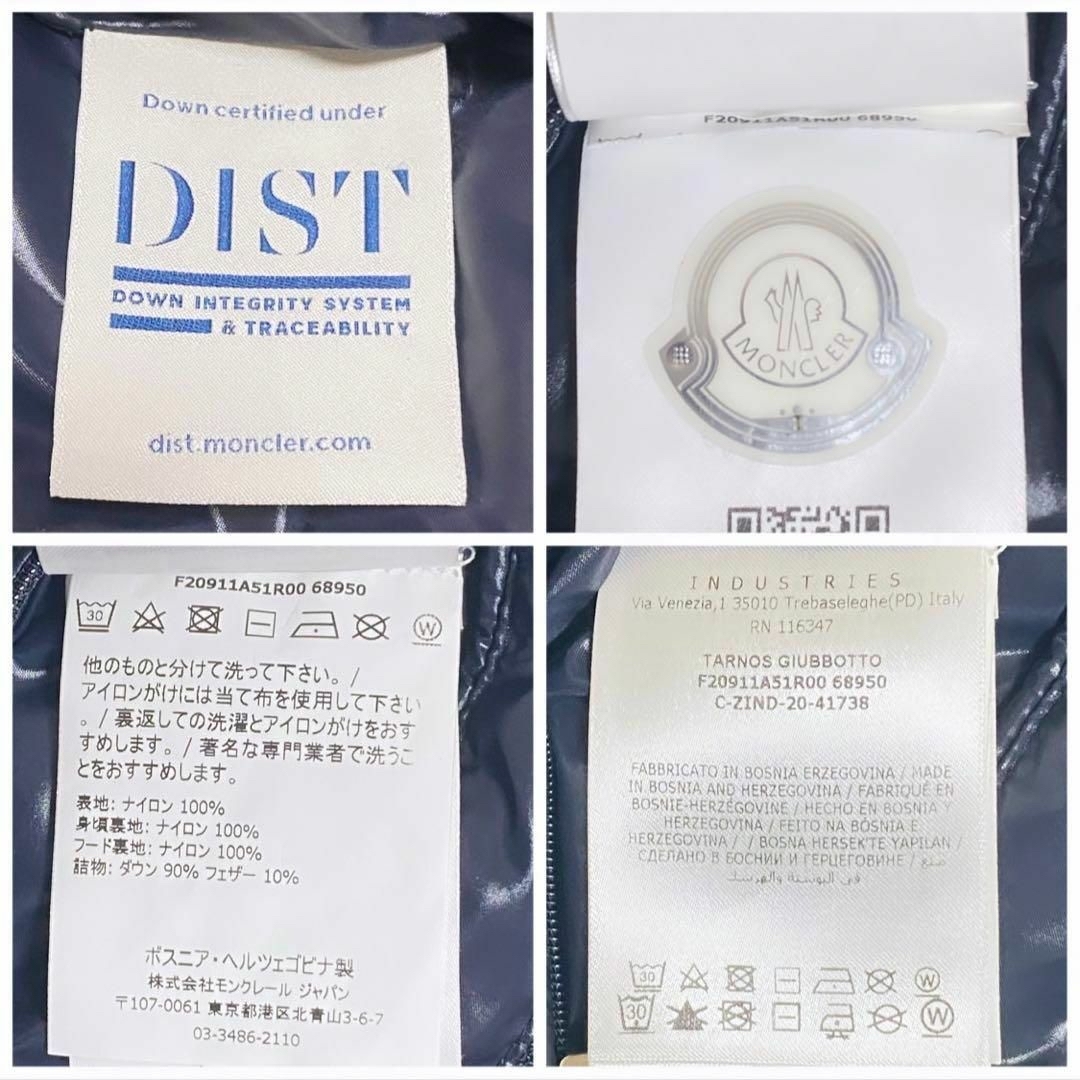 Down certified under
DIST
DOWN INTEGRITY SYSTEM
& TRACEABILITY
dist.moncler.com
F20911A51R00 68950
MONCLER
F20911A51R00 68950
30
W
他のものと分けて洗って下さい。/
アイロンがけには当て布を使用して下さい
。/ 裏返しての洗濯とアイロンがけをおす
すめします。/ 著名な専門業者で洗うこ
とをおすすめします。
表地: ナイロン 100%
身頃裏地: ナイロン 100%
フード裏地: ナイロン 100%
詰物: ダウン 90% フェザー 10%
ボスニア・ヘルツェゴビナ製
株式会社モンクレール ジャパン
〒107-0061 東京都港区北青山3-6-7
03-3486-2110
INDUSTRIES
Via Venezia,1 35010 Trebaseleghe(PD) Italy
RN 116347
TARNOS GIUBBOTTO
F20911A51R00 68950
C-ZIND-20-41738
FABBRICATO IN BOSNIA ERZEGOVINA / MADE
IN BOSNIA AND HERZEGOVINA / FABRIQUÉ EN
BOSNIE-HERZÉGOVINE / HECHO EN BOSNIA Y
HERZEGOVINA / FEITO NA BÓSNIA E
HERZEGOVINA / / BOSNA HERSEK'TE YAPILAN /
СДЕЛАНО В БОСНИИ И ГЕРЦЕГОВИНЕ / صنع
في البوسنة والهرسك
30 W
30 W